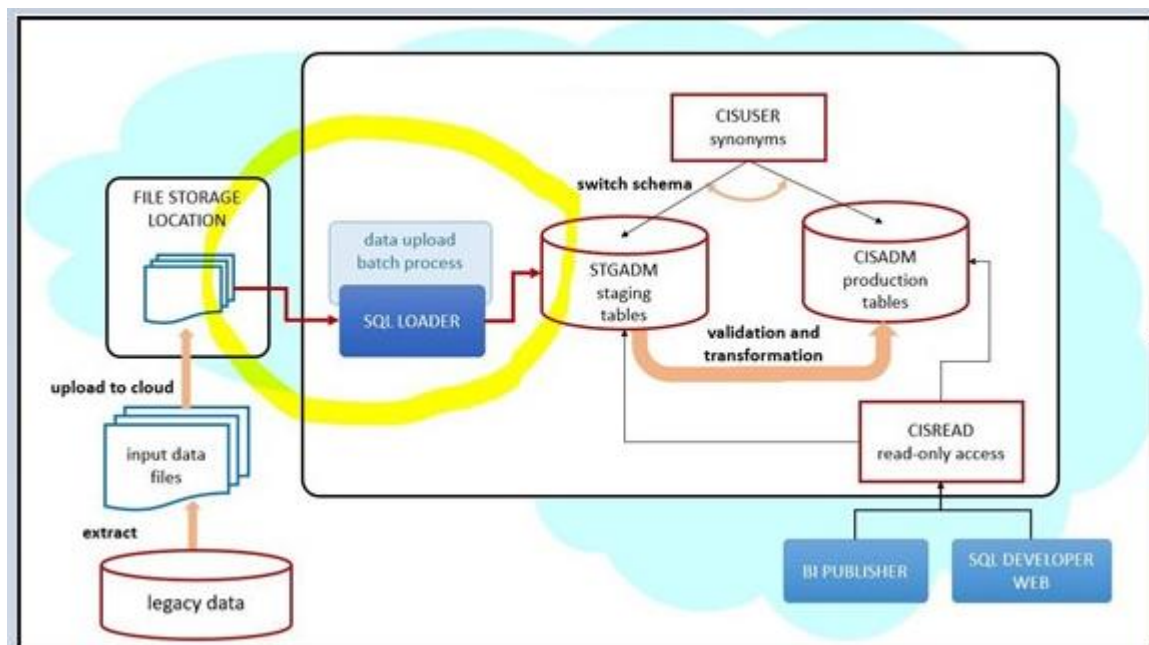 CISUSER
synonyms
switch schema
FILE STORAGE
LOCATION
data upload
batch process
SQL LOADER
STGADM
staging
tables
CISADM
production
tables
validation and
transformation
upload to cloud
input data
files
CISREAD
read-only access
extract
legacy data
BI PUBLISHER
SQL DEVELOPER
WEB